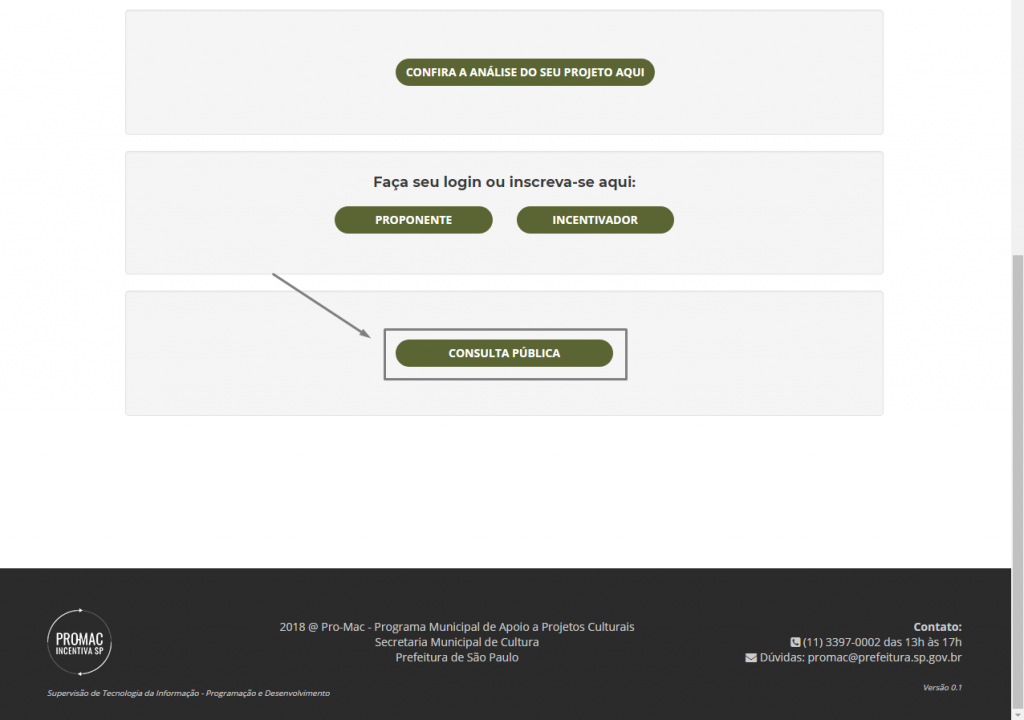 CONFIRA A ANÁLISE DO SEU PROJETO AQUI
Faça seu login ou inscreva-se aqui:
PROPONENTE
INCENTIVADOR
CONSULTA PÚBLICA
PROMAC
INCENTIVA SP
2018 @ Pro-Mac - Programa Municipal de Apoio a Projetos Culturais
Secretaria Municipal de Cultura
Prefeitura de São Paulo
Contato:
(11) 3397-0002 das 13h às 17h
Dúvidas: promac@prefeitura.sp.gov.br
Supervisão de Tecnologia da Informação - Programação e Desenvolvimento
Versão 0.1